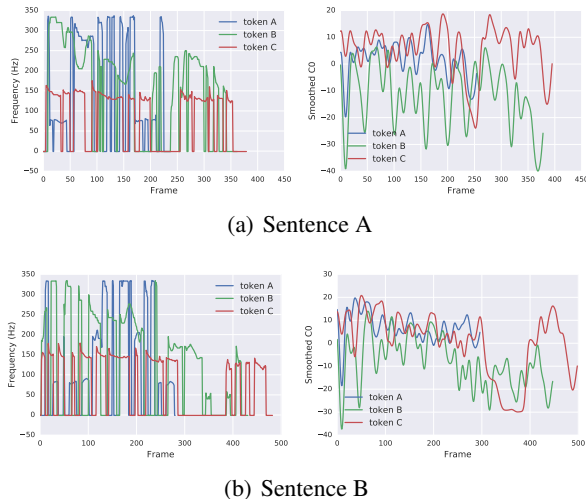 350
300
250
200
150
100
50
0
−50
Frequency (Hz)
0 50 100 150 200 250 300 350 400 450
Frame
token A
token B
token C
20
10
0
−10
−20
−30
−40
Smoothed C0
0 50 100 150 200 250 300 350 400 450
Frame
token A
token B
token C
(a) Sentence A
350
300
250
200
150
100
50
0
−50
Frequency (Hz)
0 100 200 300 400 500
Frame
token A
token B
token C
30
20
10
0
−10
−20
−30
−40
Smoothed C0
0 100 200 300 400 500
Frame
token A
token B
token C
(b) Sentence B